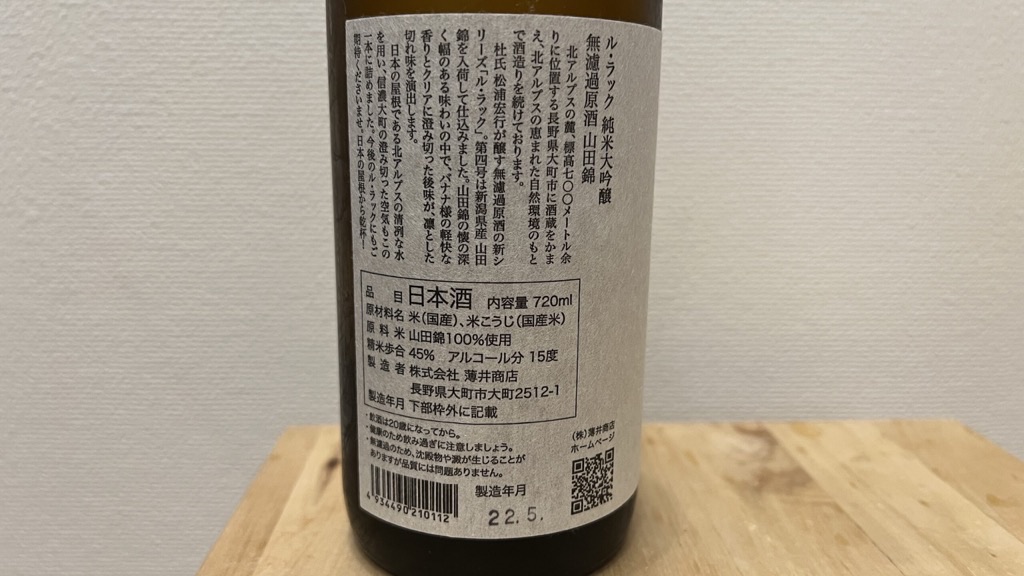 ル・ラック 純米大吟醸
無濾過原酒 山田錦
北アルプスの麓、標高七〇〇メートル余
りに位置する長野県大町市に酒蔵をかま
え、北アルプスの恵まれた自然環境のもと
で酒造りを続けております。
杜氏 松浦宏行が醸す無濾過原酒の新シ
リーズ「ル・ラック」。第四号は新潟県産 山田
錦を入荷して仕込みました。山田錦の懐の深
く幅のある味わいの中で、バナナ様の軽快な
香りとクリアに澄み切った後味が、凛とした
切れ味を演出します。
日本の屋根である北アルプスの清冽な水
を用い、信濃大町の澄み切った空気もこの
一本に詰めました。今後のル・ラックにもご
期待くださいませ。日本の屋根から乾杯！
品目 日本酒 内容量 720ml
原材料名 米(国産)、米こうじ(国産米)
原料米 山田錦100%使用
精米歩合 45% アルコール分 15度
製造者 株式会社 薄井商店
長野県大町市大町2512-1
製造年月 下部枠外に記載
・飲酒は20歳になってから。
・健康のため飲み過ぎに注意しましょう。
・無濾過のため、沈殿物や澱が生じることが
ありますが品質には問題ありません。
(株)薄井商店
ホームページ
4934490210112
製造年月
22.5.